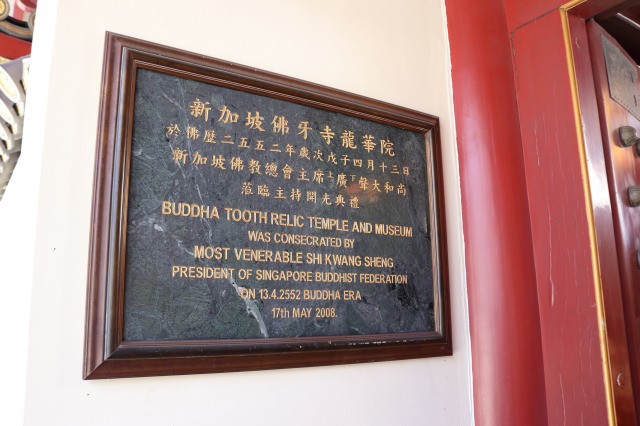 新加坡佛牙寺龍華院
於佛歷二五五二年歲次戊子四月十三日
新加坡佛教總會主席上廣下聲大和尚
蒞臨主持開光典禮
BUDDHA TOOTH RELIC TEMPLE AND MUSEUM
WAS CONSECRATED BY
MOST VENERABLE SHI KWANG SHENG
PRESIDENT OF SINGAPORE BUDDHIST FEDERATION
ON 13.4.2552 BUDDHA ERA
17th MAY 2008.